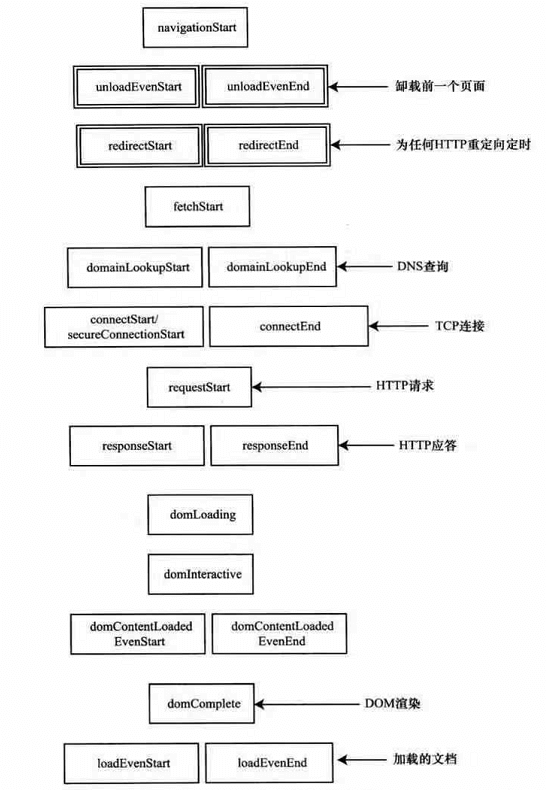 navigationStart
unloadEvenStart unloadEvenEnd 卸载前一个页面
redirectStart redirectEnd 为任何HTTP重定向定时
fetchStart
domainLookupStart domainLookupEnd DNS查询
connectStart/
secureConnectionStart connectEnd TCP连接
requestStart HTTP请求
responseStart responseEnd HTTP应答
domLoading
domInteractive
domContentLoaded domContentLoaded
EvenStart EvenEnd
domComplete DOM渲染
loadEvenStart loadEvenEnd 加载的文档